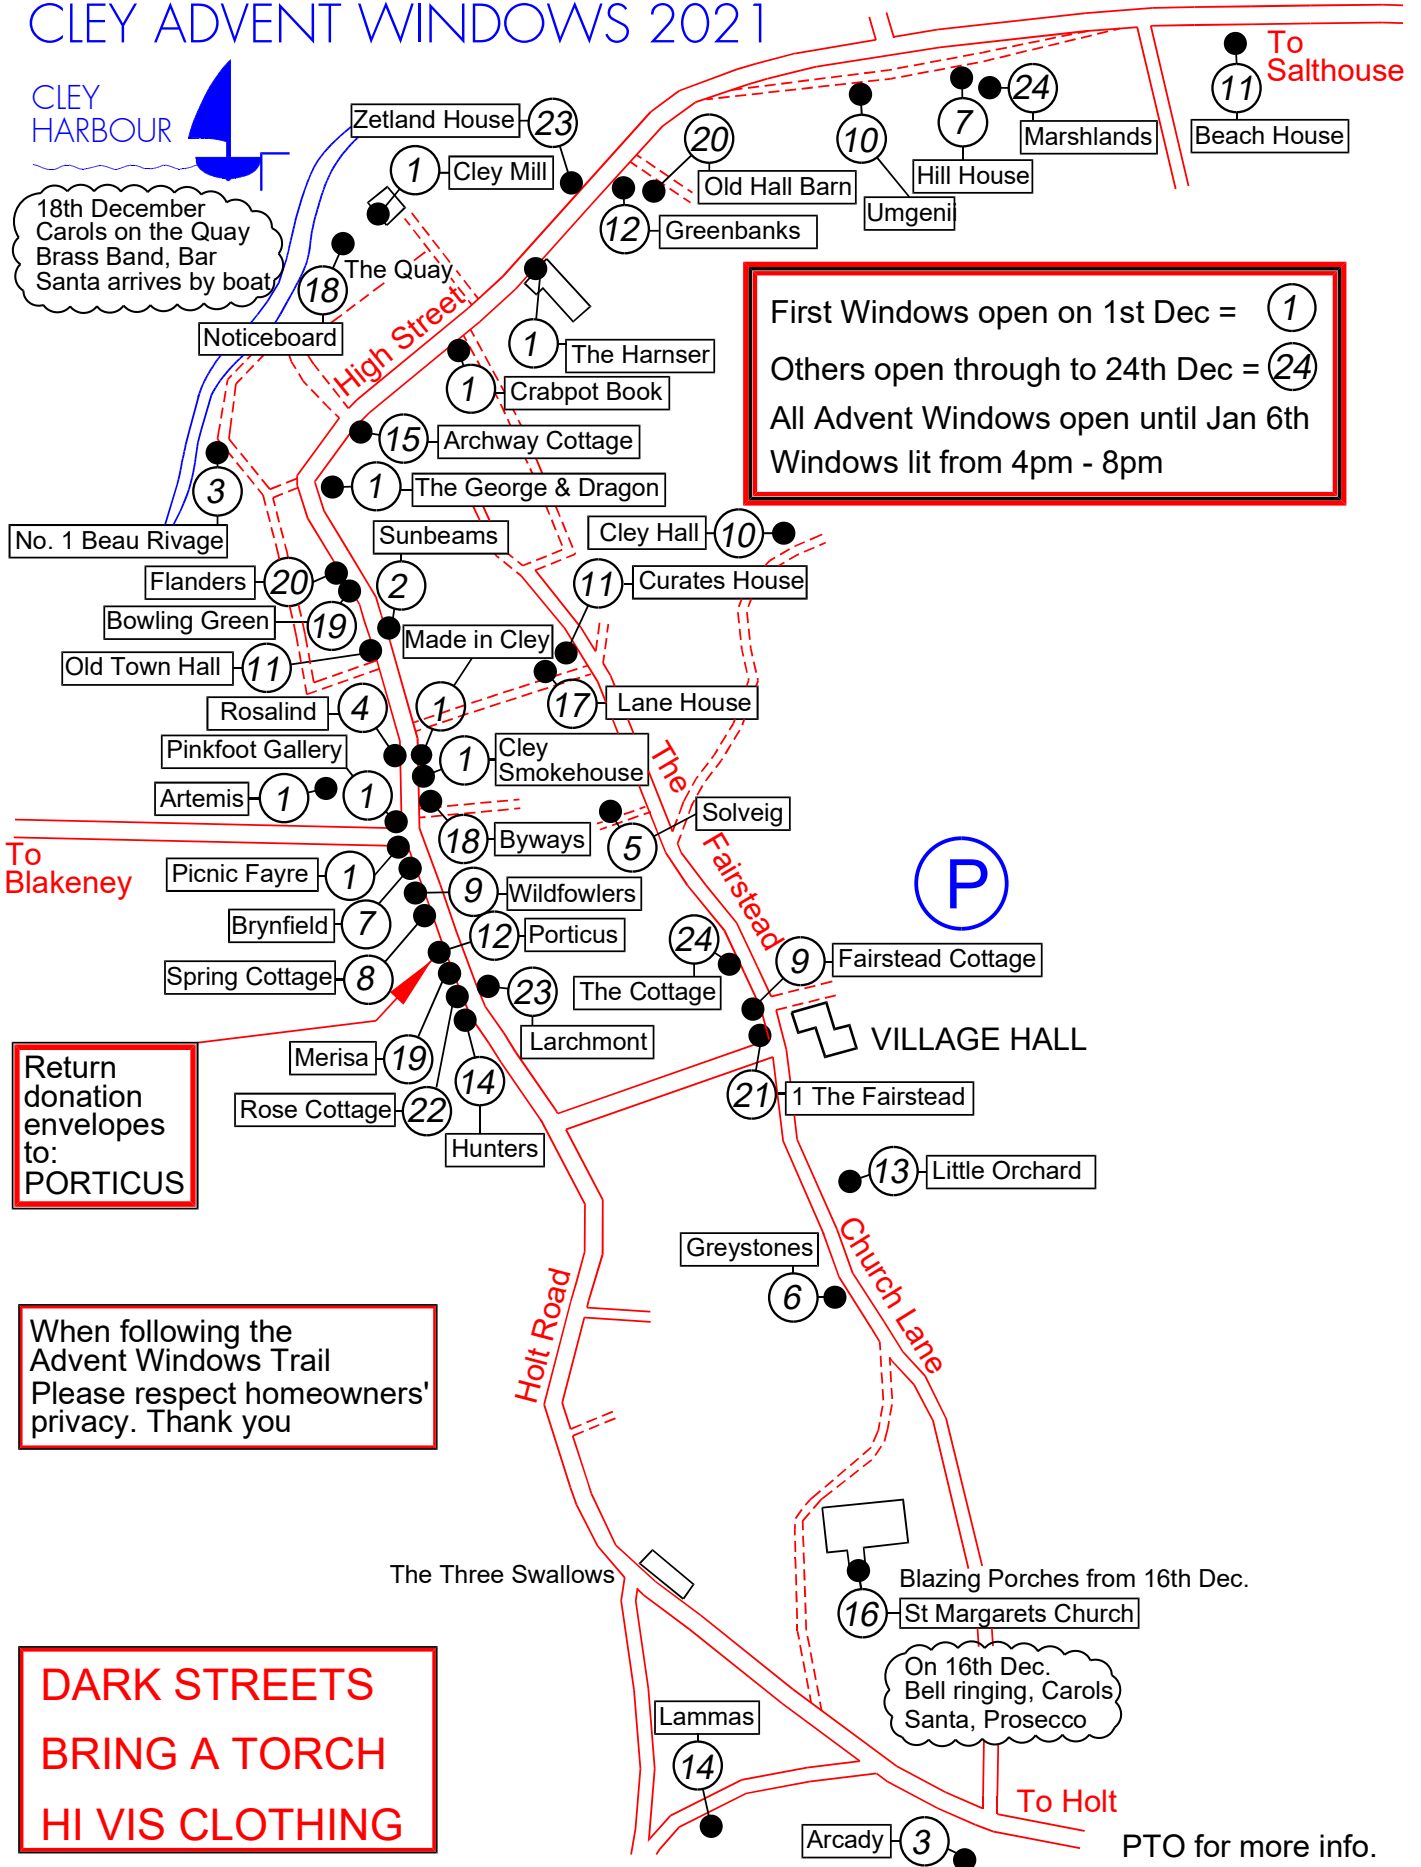 CLEY ADVENT WINDOWS 2021
CLEY
HARBOUR
18th December
Carols on the Quay
Brass Band, Bar
Santa arrives by boat
Zetland House 23
1 Cley Mill
18 The Quay
Noticeboard
High Street
20
Old Hall Barn
12 Greenbanks
10
Umgenii
7
Hill House
24
Marshlands
To
Salthouse
11
Beach House
First Windows open on 1st Dec = 1
Others open through to 24th Dec = 24
All Advent Windows open until Jan 6th
Windows lit from 4pm - 8pm
1 The Harnser
1 Crabpot Book
15 Archway Cottage
1 The George & Dragon
3
No. 1 Beau Rivage
Sunbeams
2
Cley Hall 10
Flanders 20
11 Curates House
Bowling Green 19
Made in Cley
1
Old Town Hall 11
17 Lane House
Rosalind 4
Pinkfoot Gallery
1
1 Cley
Smokehouse
Artemis 1
The
Fairstead
Solveig
5
18 Byways
To
Blakeney
Picnic Fayre 1
9 Wildfowlers
P
Brynfield 7
12 Porticus
24
The Cottage
9 Fairstead Cottage
Spring Cottage 8
23
Larchmont
VILLAGE HALL
Return
donation
envelopes
to:
PORTICUS
Merisa 19
14
Hunters
Rose Cottage 22
21 1 The Fairstead
13 Little Orchard
Greystones
6
Church Lane
Holt Road
When following the
Advent Windows Trail
Please respect homeowners'
privacy. Thank you
The Three Swallows
Blazing Porches from 16th Dec.
16 St Margarets Church
On 16th Dec.
Bell ringing, Carols
Santa, Prosecco
DARK STREETS
BRING A TORCH
HI VIS CLOTHING
Lammas
14
To Holt
Arcady 3
PTO for more info.